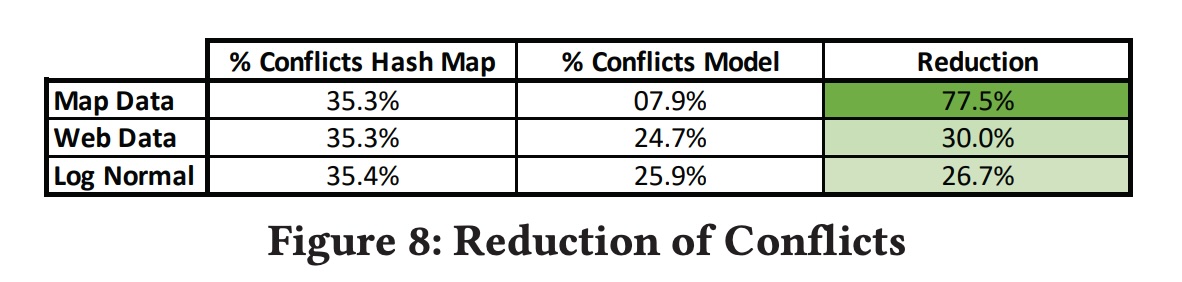 % Conflicts Hash Map % Conflicts Model Reduction
Map Data 35.3% 07.9% 77.5%
Web Data 35.3% 24.7% 30.0%
Log Normal 35.4% 25.9% 26.7%
Figure 8: Reduction of Conflicts